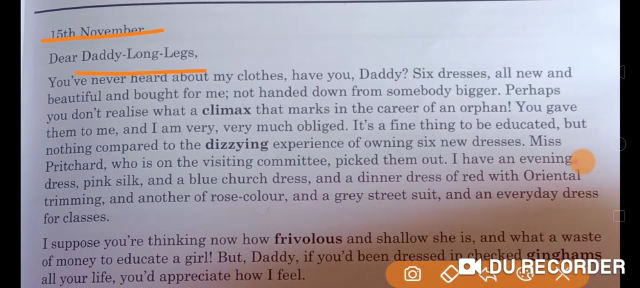 15th November
Dear Daddy-Long-Legs,
You've never heard about my clothes, have you, Daddy? Six dresses, all new and
beautiful and bought for me; not handed down from somebody bigger. Perhaps
you don't realise what a climax that marks in the career of an orphan! You gave
them to me, and I am very, very much obliged. It's a fine thing to be educated, but
nothing compared to the dizzying experience of owning six new dresses. Miss
Pritchard, who is on the visiting committee, picked them out. I have an evening
dress, pink silk, and a blue church dress, and a dinner dress of red with Oriental
trimming, and another of rose-colour, and a grey street suit, and an everyday dress
for classes.
I suppose you're thinking now how frivolous and shallow she is, and what a waste
of money to educate a girl! But, Daddy, if you'd been dressed in checked ginghams
all your life, you'd appreciate how I feel.
DU RECORDER